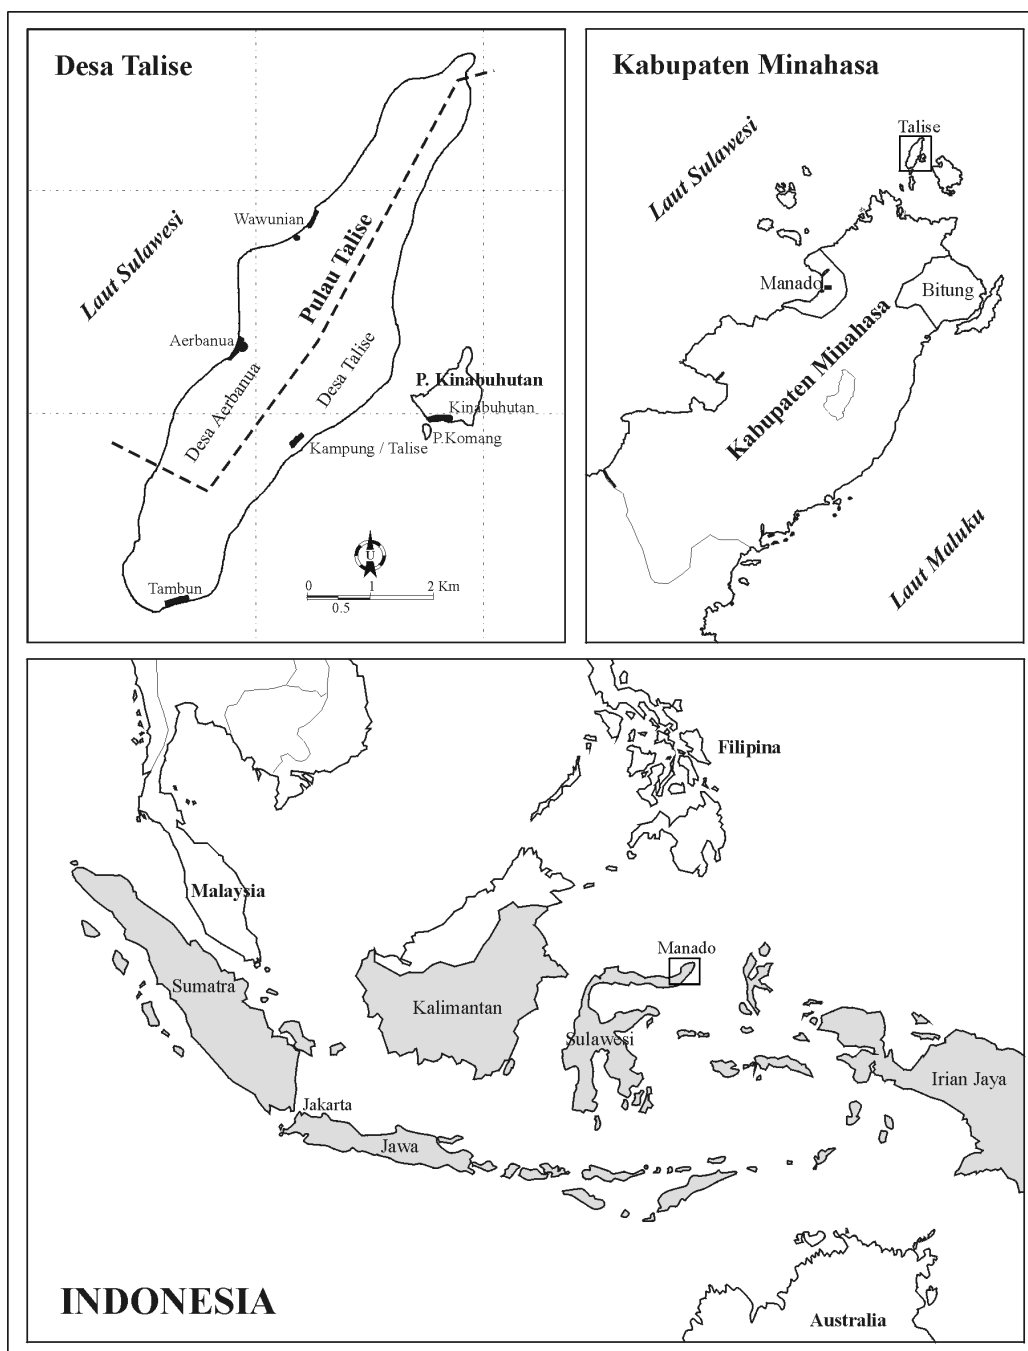 Desa Talise
Wawunian
Laut Sulawesi
Pulau Talise
Aerbanua
Desa Aerbanua
Desa Talise
P. Kinabuhutan
Kinabuhutan
P.Komang
Kampung / Talise
U
Tambun
0 1 2 Km
0.5
Kabupaten Minahasa
Talise
Laut Sulawesi
Manado
Bitung
Kabupaten Minahasa
Laut Maluku
Filipina
Malaysia
Manado
Sumatra
Kalimantan
Sulawesi
Irian Jaya
Jakarta
Jawa
INDONESIA
Australia